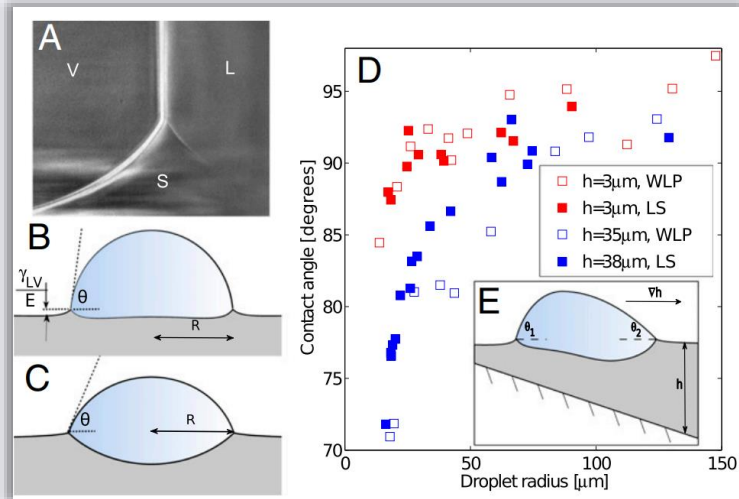 A
V
L
S
B
γLV
E
θ
R
C
θ
R
D
Contact angle [degrees]
95
90
85
80
75
70
h=3μm, WLP
h=3μm, LS
h=35μm, WLP
h=38μm, LS
E
∇h
θ1
θ2
h
0
50
100
150
Droplet radius [μm]